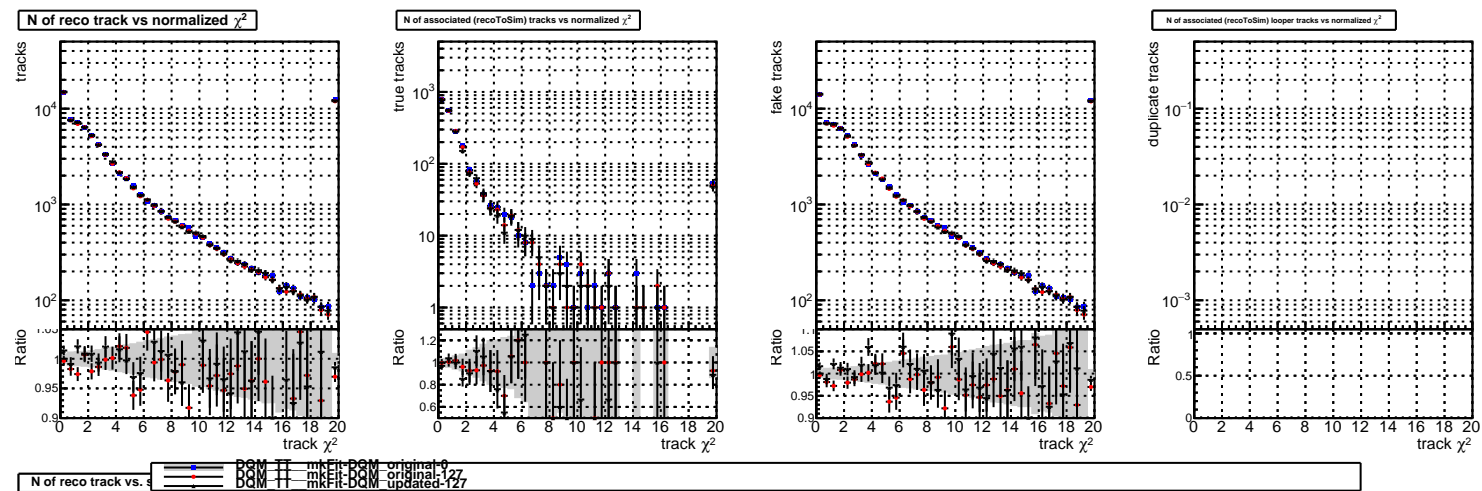 N of reco track vs normalized χ²
N of associated (recoToSim) tracks vs normalized χ²
N of associated (recoToSim) looper tracks vs normalized χ²
tracks
10⁴
10³
10²
Ratio
0.95
0.9
0 2 4 6 8 10 12 14 16 18 20
track χ²
true tracks
10³
10²
10
1
Ratio
1.2
1
0.8
0.6
0 2 4 6 8 10 12 14 16 18 20
track χ²
fake tracks
10⁴
10³
10²
Ratio
1.05
1
0.95
0.9
0 2 4 6 8 10 12 14 16 18 20
track χ²
duplicate tracks
10⁻¹
10⁻²
10⁻³
Ratio
1
0.5
0
0 2 4 6 8 10 12 14 16 18 20
track χ²
N of reco track vs.
DQM_TT__mkFit-DQM_original-0
DQM_TT__mkFit-DQM_original-127
DQM_TT__mkFit-DQM_updated-127